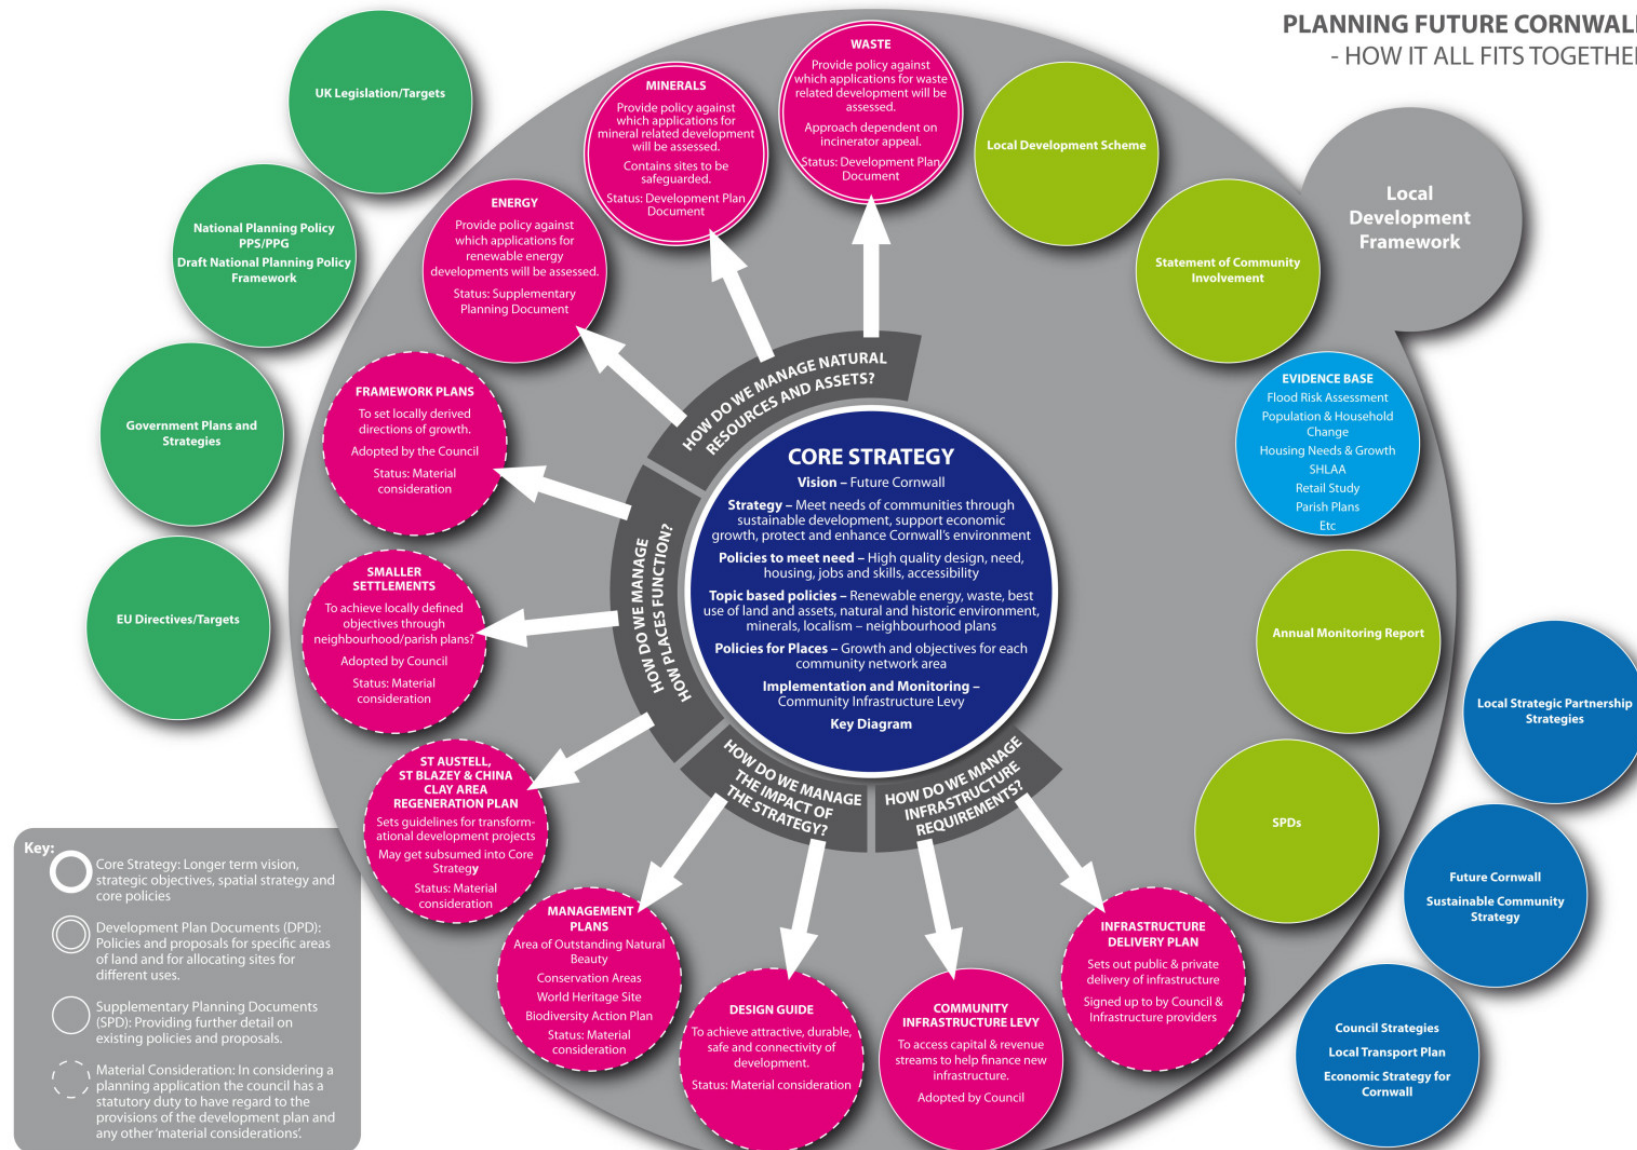 PLANNING FUTURE CORNWALL
- HOW IT ALL FITS TOGETHER
UK Legislation/Targets
National Planning Policy
PPS/PPG
Draft National Planning Policy
Framework
Government Plans and
Strategies
EU Directives/Targets
WASTE
Provide policy against
which applications for waste
related development will be
assessed.
Approach dependent on
incinerator appeal.
Status: Development Plan
Document
MINERALS
Provide policy against
which applications for
mineral related development
will be assessed.
Contains sites to be
safeguarded.
Status: Development Plan
Document
ENERGY
Provide policy against
which applications for
renewable energy
developments will be assessed.
Status: Supplementary
Planning Document
FRAMEWORK PLANS
To set locally derived
directions of growth.
Adopted by the Council
Status: Material
consideration
SMALLER
SETTLEMENTS
To achieve locally defined
objectives through
neighbourhood/parish plans?
Adopted by Council
Status: Material
consideration
ST AUSTELL,
ST BLAZEY & CHINA
CLAY AREA
REGENERATION PLAN
Sets guidelines for transform-
ational development projects
May get subsumed into Core
Strategy
Status: Material
consideration
MANAGEMENT
PLANS
Area of Outstanding Natural
Beauty
Conservation Areas
World Heritage Site
Biodiversity Action Plan
Status: Material
consideration
DESIGN GUIDE
To achieve attractive, durable,
safe and connectivity of
development.
Status: Material consideration
COMMUNITY
INFRASTRUCTURE LEVY
To access capital & revenue
streams to help finance new
infrastructure.
Adopted by Council
INFRASTRUCTURE
DELIVERY PLAN
Sets out public & private
delivery of infrastructure
Signed up to by Council &
Infrastructure providers
HOW DO WE MANAGE NATURAL
RESOURCES AND ASSETS?
HOW DO WE MANAGE
HOW PLACES FUNCTION?
HOW DO WE MANAGE
THE IMPACT OF
THE STRATEGY?
HOW DO WE MANAGE
INFRASTRUCTURE
REQUIREMENTS?
CORE STRATEGY
Vision – Future Cornwall
Strategy – Meet needs of communities through
sustainable development, support economic
growth, protect and enhance Cornwall's environment
Policies to meet need – High quality design, need,
housing, jobs and skills, accessibility
Topic based policies – Renewable energy, waste, best
use of land and assets, natural and historic environment,
minerals, localism – neighbourhood plans
Policies for Places – Growth and objectives for each
community network area
Implementation and Monitoring –
Community Infrastructure Levy
Key Diagram
Local Development Scheme
Statement of Community
Involvement
Local
Development
Framework
EVIDENCE BASE
Flood Risk Assessment
Population & Household
Change
Housing Needs & Growth
SHLAA
Retail Study
Parish Plans
Etc
Annual Monitoring Report
SPDs
Local Strategic Partnership
Strategies
Future Cornwall
Sustainable Community
Strategy
Council Strategies
Local Transport Plan
Economic Strategy for
Cornwall
Key:
Core Strategy: Longer term vision,
strategic objectives, spatial strategy and
core policies
Development Plan Documents (DPD):
Policies and proposals for specific areas
of land and for allocating sites for
different uses.
Supplementary Planning Documents
(SPD): Providing further detail on
existing policies and proposals.
Material Consideration: In considering a
planning application the council has a
statutory duty to have regard to the
provisions of the development plan and
any other 'material considerations'.